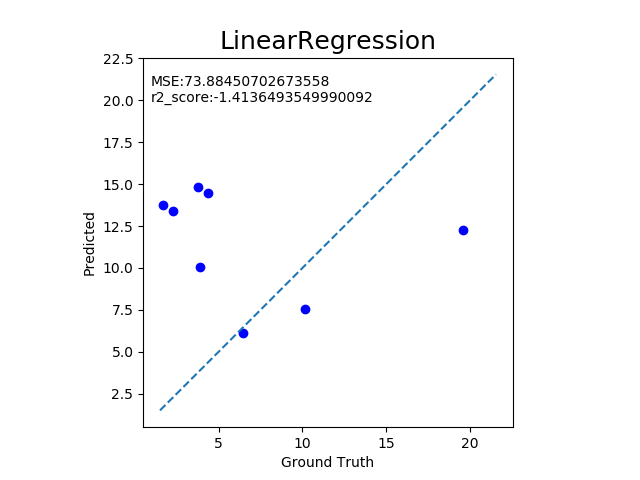 LinearRegression
22.5
MSE:73.88450702673558
r2_score:-1.4136493549990092
20.0
17.5
15.0
12.5
10.0
7.5
5.0
2.5
Predicted
5 10 15 20
Ground Truth